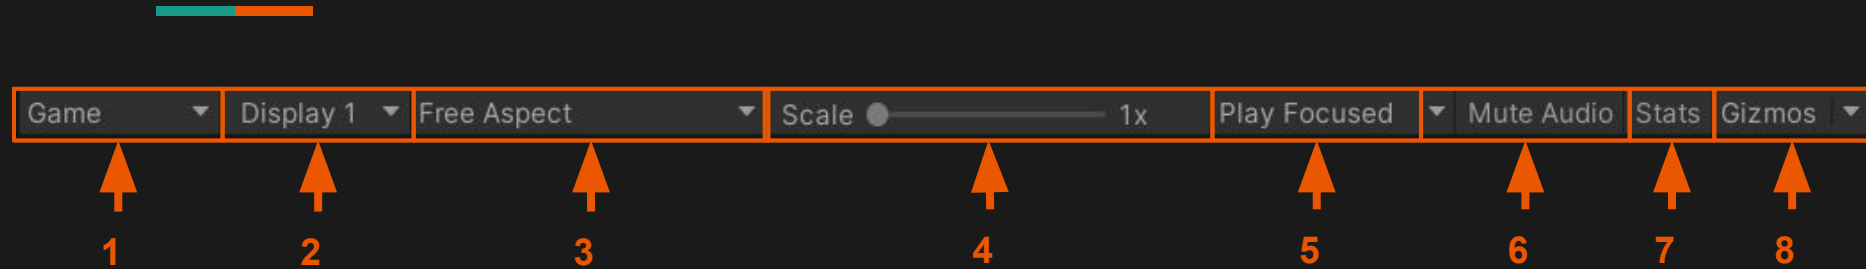 Game Display 1 Free Aspect Scale 1x Play Focused Mute Audio Stats Gizmos
1 2 3 4 5 6 7 8